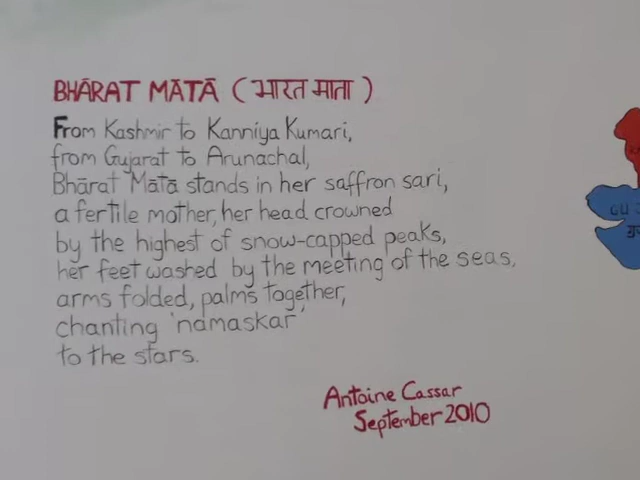 BHĀRAT MĀTĀ (भारत माता)
From Kashmir to Kanniya Kumari,
from Gujarat to Arunachal,
Bhārat Mātā stands in her saffron sari,
a fertile mother, her head crowned
by the highest of snow-capped peaks,
her feet washed by the meeting of the seas,
arms folded, palms together,
chanting 'namaskar'
to the stars.
Antoine Cassar
September 2010